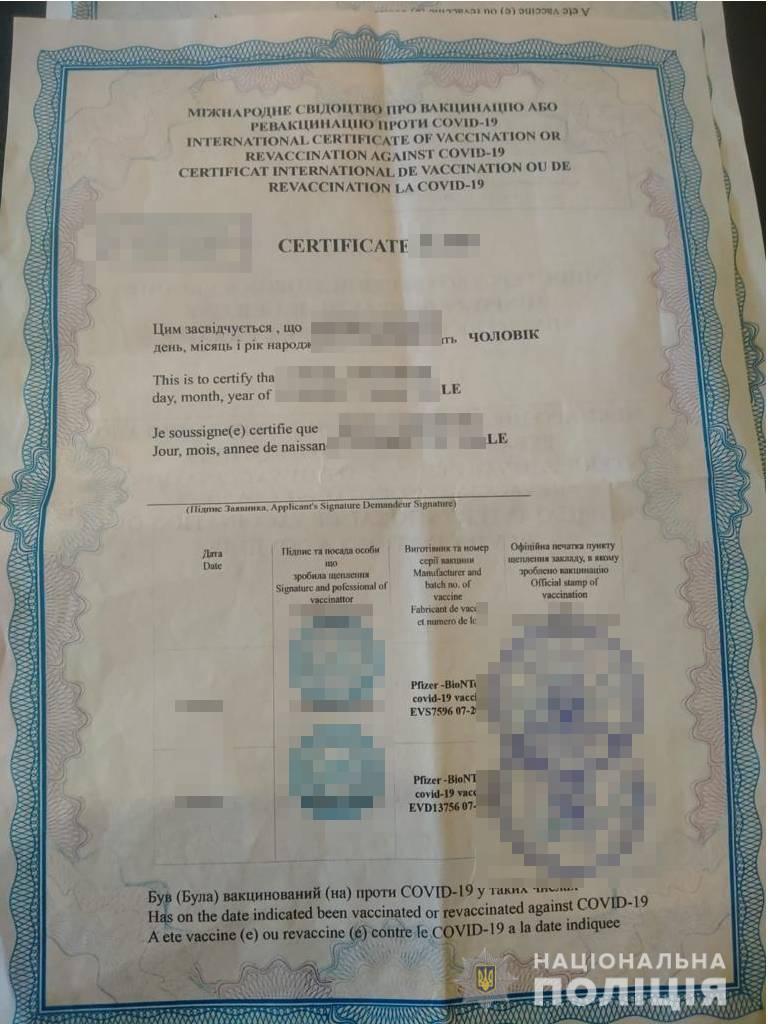 A ete vaccine (e) ou revaccine (e)
МІЖНАРОДНЕ СВІДОЦТВО ПРО ВАКЦИНАЦІЮ АБО
РЕВАКЦИНАЦІЮ ПРОТИ COVID-19
INTERNATIONAL CERTIFICATE OF VACCINATION OR
REVACCINATION AGAINST COVID-19
CERTIFICAT INTERNATIONAL DE VACCINATION OU DE
REVACCINATION LA COVID-19
CERTIFICATE
Цим засвідчується , що
день, місяць і рік народж ать ЧОЛОВІК
This is to certify tha
day, month, year of LE
Je soussigne(e) certifie que
Jour, mois, annee de naissan LE
(Підпис Заявника, Applicant's Signature Demandeur Signature)
Дата
Date
Підпис та посада особи
що
зробила щеплення
Signature and pofessional of
vaccinattor
Виготівник та номер
серії вакцини
Manufacturer and
batch no. of
vaccine
Fabricant de vacc
et numero de lo
Офіційна печатка пункту
щеплення закладу, в якому
зроблено вакцинацію
Official stamp of
vaccination
Pfizer -BioNTe
covid-19 vacci
EVS7596 07-2
Pfizer -BioNT
covid-19 vacc
EVD13756 07-
Був (Була) вакцинований (на) проти COVID-19 у таких числах
Has on the date indicated been vaccinated or revaccinated against COVID-19
A ete vaccine (e) ou revaccine (é) contre le COVID-19 a la date indiquee
НАЦІОНАЛЬНА
ПОЛІЦІЯ